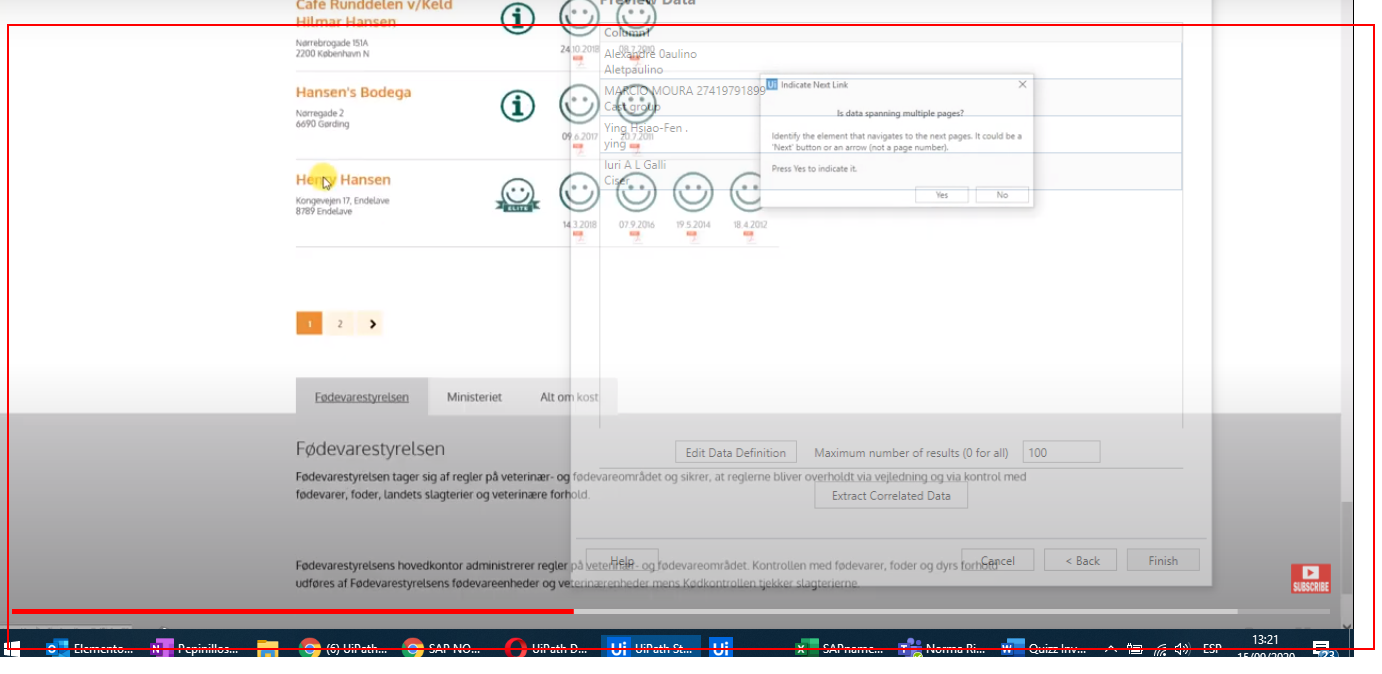 Cafe Runddelen v/Keld
Hilmar Hansen
Nørrebrogade 151A
2200 København N
24.10.2018
Hansen's Bodega
Nørregade 2
6690 Gørding
09.6.2017
Henry Hansen
Kongevejen 17, Endelave
8789 Endelave
ELITE
14.3.2018
07.9.2016
19.5.2014
18.4.2012
Preview Data
Column1
Alexandre 0aulino
Aletpaulino
MARCIO MOURA 27419791899
Cast group
Ying Hsiao-Fen ,
ying
Iuri A L Galli
Ciser
Ui Indicate Next Link
Is data spanning multiple pages?
Identify the element that navigates to the next pages. It could be a
'Next' button or an arrow (not a page number).
Press Yes to indicate it.
Yes
No
1
2
Fødevarestyrelsen
Ministeriet
Alt om kost
Edit Data Definition
Maximum number of results (0 for all)
100
Extract Correlated Data
Fødevarestyrelsen
Fødevarestyrelsen tager sig af regler på veterinær- og fødevareområdet og sikrer, at reglerne bliver overholdt via vejledning og via kontrol med
fødevarer, foder, landets slagterier og veterinære forhold.
Help
Cancel
< Back
Finish
Fødevarestyrelsens hovedkontor administrerer regler på veterinær- og fødevareområdet. Kontrollen med fødevarer, foder og dyrs forhold
udføres af Fødevarestyrelsens fødevareenheder og veterinærenheder mens Kødkontrollen tjekker slagterierne.
SUBSCRIBE
Elemento...
Pepinillos...
(6) UiPath...
SAP NO...
UiPath D...
UiPath St...
Ui
SAPname...
Norma Ri...
Quizz Inv...
ESP
13:21
15/09/2020
23